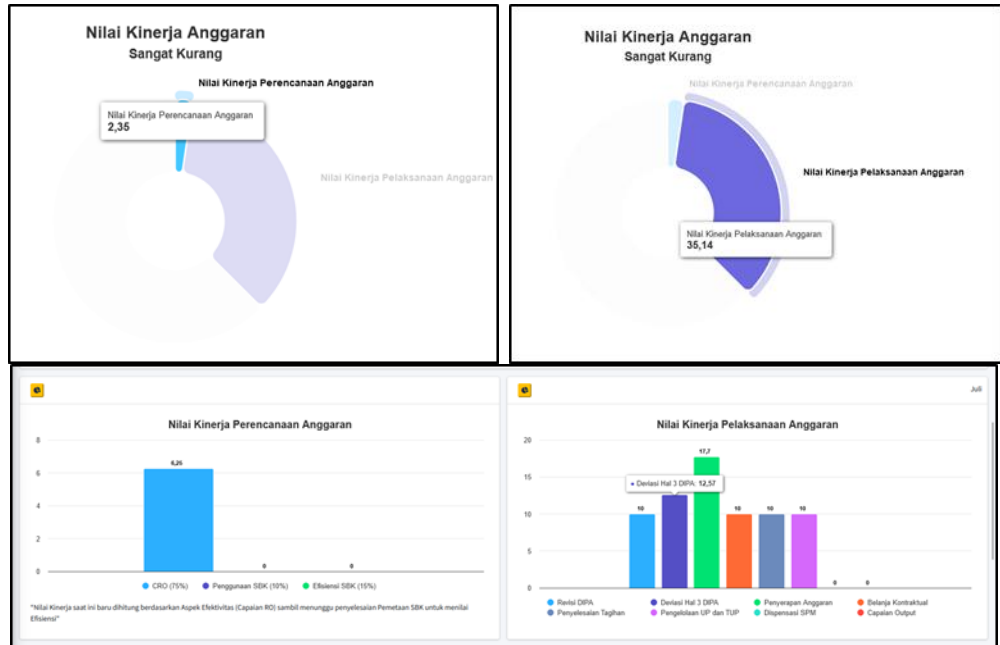 Nilai Kinerja Anggaran
Sangat Kurang
Nilai Kinerja Perencanaan Anggaran
Nilai Kinerja Perencanaan Anggaran
2,35
Nilai Kinerja Pelaksanaan Anggaran
Nilai Kinerja Anggaran
Sangat Kurang
Nilai Kinerja Perencanaan Anggaran
Nilai Kinerja Pelaksanaan Anggaran
Nilai Kinerja Pelaksanaan Anggaran
35,14
Nilai Kinerja Perencanaan Anggaran
8
6
4
2
0
6,25
0
0
CRO (75%) Penggunaan SBK (10%) Efisiensi SBK (15%)
"Nilai Kinerja saat ini baru dihitung berdasarkan Aspek Efektivitas (Capaian RO) sambil menunggu penyelesaian Pemetaan SBK untuk menilai
Efisiensi"
Juli
Nilai Kinerja Pelaksanaan Anggaran
20
15
10
5
0
17,7
Deviasi Hal 3 DIPA: 12,57
10
10
10
10
0
0
Revisi DIPA Deviasi Hal 3 DIPA Penyerapan Anggaran Belanja Kontraktual
Penyelesaian Tagihan Pengelolaan UP dan TUP Dispensasi SPM Capaian Output